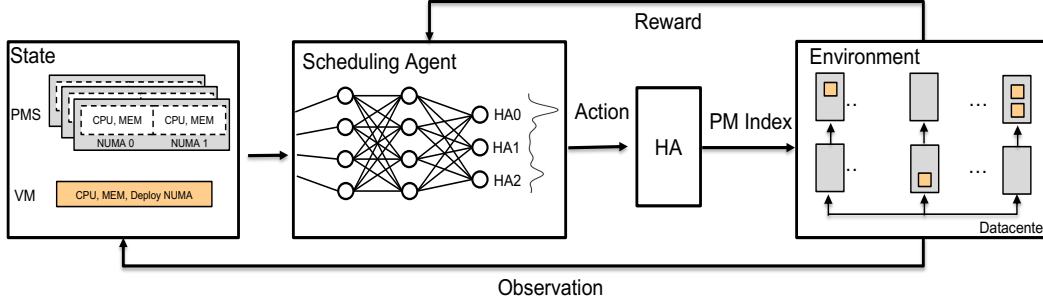 Reward
State
Scheduling Agent
Environment
PMS
CPU, MEM
CPU, MEM
NUMA 0
NUMA 1
HA0
HA1
HA2
Action
HA
PM Index
..
...
..
...
VM
CPU, MEM, Deploy NUMA
Datacente
Observation